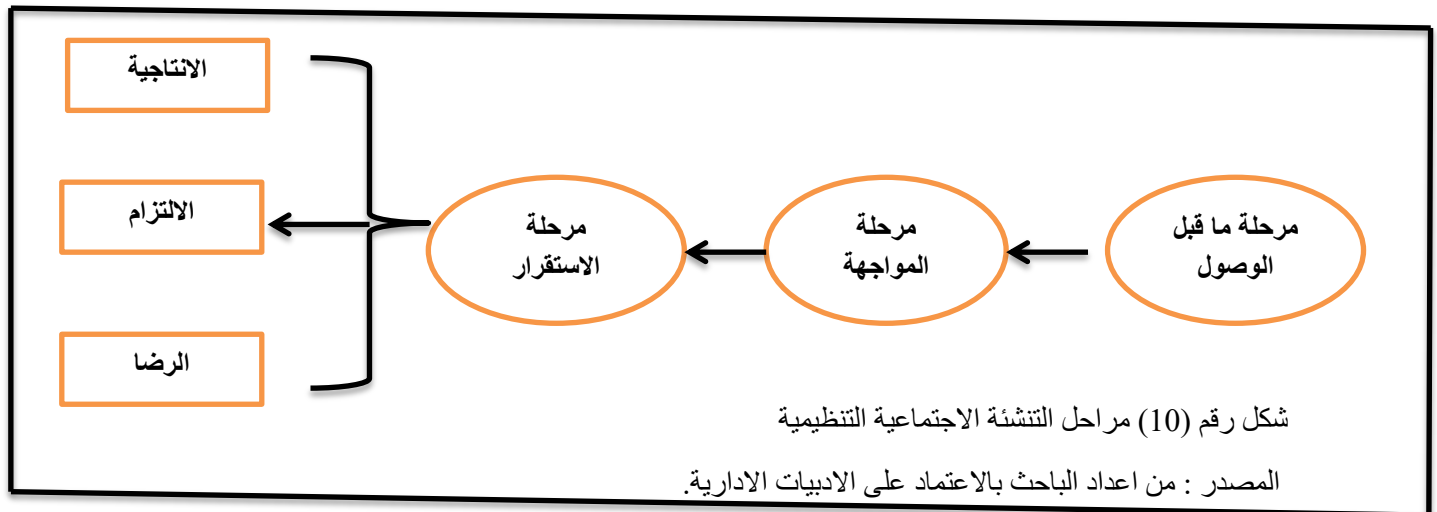 مرحلة ما قبل
الوصول
مرحلة
المواجهة
مرحلة
الاستقرار
الانتاجية
الالتزام
الرضا
شكل رقم (10) مراحل التنشئة الاجتماعية التنظيمية
المصدر : من اعداد الباحث بالاعتماد على الادبيات الادارية.